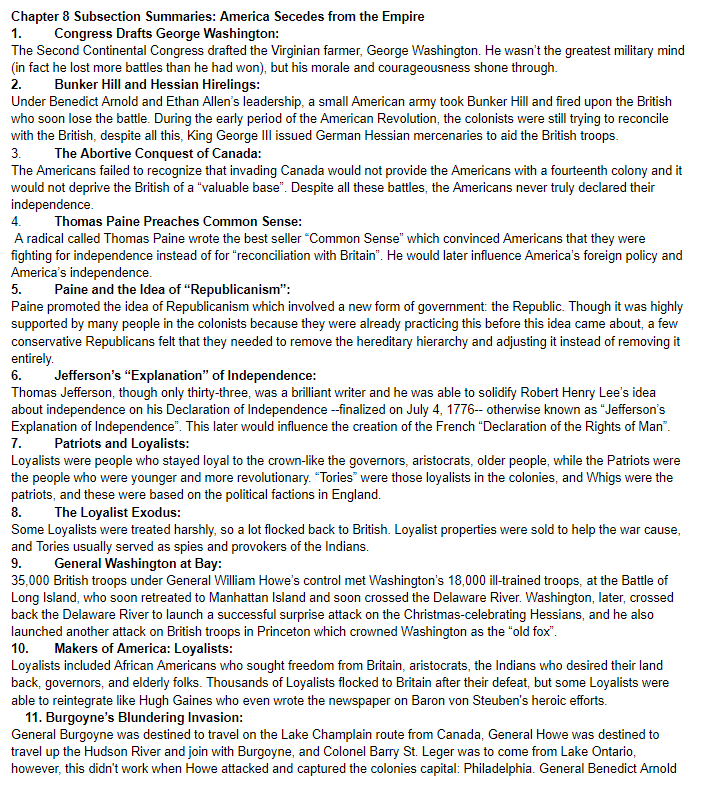 Chapter 8 Subsection Summaries: America Secedes from the Empire
1. Congress Drafts George Washington:
The Second Continental Congress drafted the Virginian farmer, George Washington. He wasn't the greatest military mind
(in fact he lost more battles than he had won), but his morale and courageousness shone through.
2. Bunker Hill and Hessian Hirelings:
Under Benedict Arnold and Ethan Allen's leadership, a small American army took Bunker Hill and fired upon the British
who soon lose the battle. During the early period of the American Revolution, the colonists were still trying to reconcile
with the British, despite all this, King George III issued German Hessian mercenaries to aid the British troops.
3. The Abortive Conquest of Canada:
The Americans failed to recognize that invading Canada would not provide the Americans with a fourteenth colony and it
would not deprive the British of a “valuable base”. Despite all these battles, the Americans never truly declared their
independence.
4. Thomas Paine Preaches Common Sense:
A radical called Thomas Paine wrote the best seller “Common Sense” which convinced Americans that they were
fighting for independence instead of for “reconciliation with Britain”. He would later influence America's foreign policy and
America's independence.
5. Paine and the Idea of “Republicanism”:
Paine promoted the idea of Republicanism which involved a new form of government: the Republic. Though it was highly
supported by many people in the colonists because they were already practicing this before this idea came about, a few
conservative Republicans felt that they needed to remove the hereditary hierarchy and adjusting it instead of removing it
entirely.
6. Jefferson's “Explanation” of Independence:
Thomas Jefferson, though only thirty-three, was a brilliant writer and he was able to solidify Robert Henry Lee's idea
about independence on his Declaration of Independence --finalized on July 4, 1776-- otherwise known as “Jefferson's
Explanation of Independence”. This later would influence the creation of the French “Declaration of the Rights of Man”.
7. Patriots and Loyalists:
Loyalists were people who stayed loyal to the crown-like the governors, aristocrats, older people, while the Patriots were
the people who were younger and more revolutionary. “Tories” were those loyalists in the colonies, and Whigs were the
patriots, and these were based on the political factions in England.
8. The Loyalist Exodus:
Some Loyalists were treated harshly, so a lot flocked back to British. Loyalist properties were sold to help the war cause,
and Tories usually served as spies and provokers of the Indians.
9. General Washington at Bay:
35,000 British troops under General William Howe's control met Washington's 18,000 ill-trained troops, at the Battle of
Long Island, who soon retreated to Manhattan Island and soon crossed the Delaware River. Washington, later, crossed
back the Delaware River to launch a successful surprise attack on the Christmas-celebrating Hessians, and he also
launched another attack on British troops in Princeton which crowned Washington as the “old fox”.
10. Makers of America: Loyalists:
Loyalists included African Americans who sought freedom from Britain, aristocrats, the Indians who desired their land
back, governors, and elderly folks. Thousands of Loyalists flocked to Britain after their defeat, but some Loyalists were
able to reintegrate like Hugh Gaines who even wrote the newspaper on Baron von Steuben's heroic efforts.
11. Burgoyne's Blundering Invasion:
General Burgoyne was destined to travel on the Lake Champlain route from Canada, General Howe was destined to
travel up the Hudson River and join with Burgoyne, and Colonel Barry St. Leger was to come from Lake Ontario,
however, this didn't work when Howe attacked and captured the colonies capital: Philadelphia. General Benedict Arnold